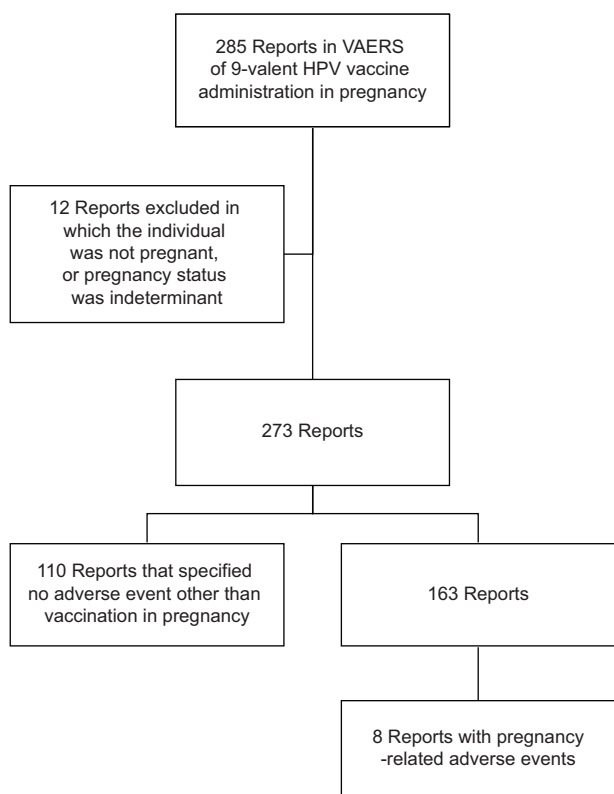 285 Reports in VAERS
of 9-valent HPV vaccine
administration in pregnancy
12 Reports excluded in
which the individual
was not pregnant,
or pregnancy status
was indeterminant
273 Reports
110 Reports that specified
no adverse event other than
vaccination in pregnancy
163 Reports
8 Reports with pregnancy
-related adverse events